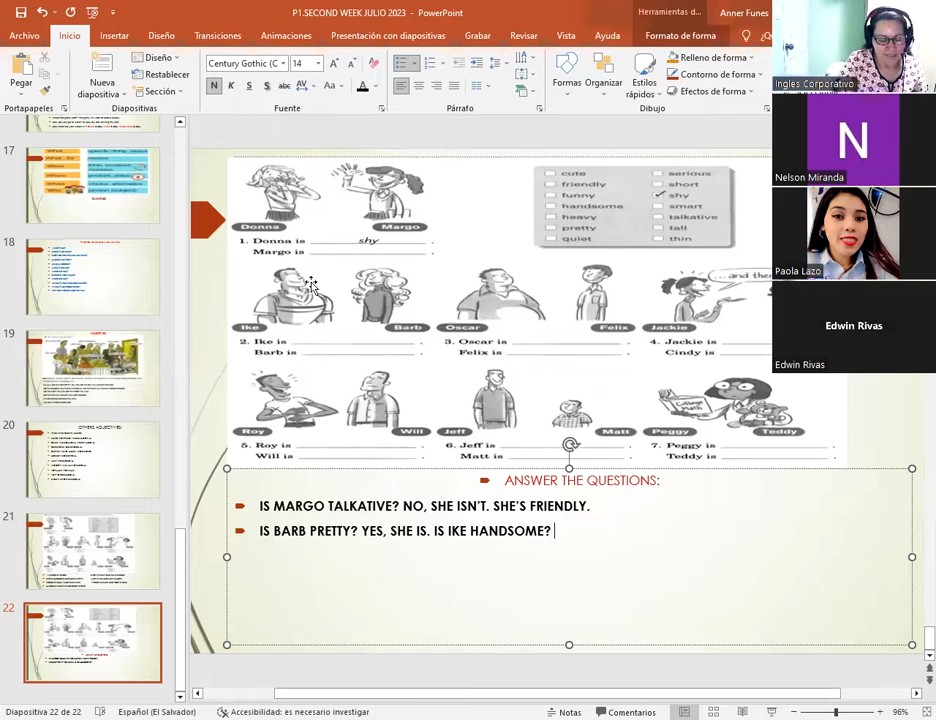 P1.SECOND WEEK JULIO 2023 - PowerPoint
Herramientas d...
Anner Funes
Archivo
Inicio
Insertar
Diseño
Transiciones
Animaciones
Presentación con diapositivas
Grabar
Revisar
Vista
Ayuda
Formato de forma
Pegar
Nueva
diapositiva
Diseño
Restablecer
Sección
Century Gothic (C
14
N K S abc AV Aa A
Formas
Organizar
Estilos
rápidos
Relleno de forma
Contorno de forma
Efectos de forma
Portapapeles
Diapositivas
Fuente
Párrafo
Dibujo
Ingles Corporativo
N
Nelson Miranda
Paola Lazo
Edwin Rivas
Edwin Rivas
17
18
19
20
21
22
cute
friendly
funny
handsome
heavy
pretty
quiet
serious
short
shy
smart
talkative
tall
thin
Donna
Margo
1. Donna is shy .
Margo is .
...and then
Ike
Barb
Oscar
Felix
Jackie
2. Ike is .
Barb is .
3. Oscar is .
Felix is .
4. Jackie is
Cindy is
College Math
Roy
Will
Jeff
Matt
Peggy
Teddy
5. Roy is .
Will is .
6. Jeff is .
Matt is .
7. Peggy is .
Teddy is .
ANSWER THE QUESTIONS:
IS MARGO TALKATIVE? NO, SHE ISN'T. SHE'S FRIENDLY.
IS BARB PRETTY? YES, SHE IS. IS IKE HANDSOME?
Diapositiva 22 de 22
Español (El Salvador)
Accesibilidad: es necesario investigar
Notas
Comentarios
96%